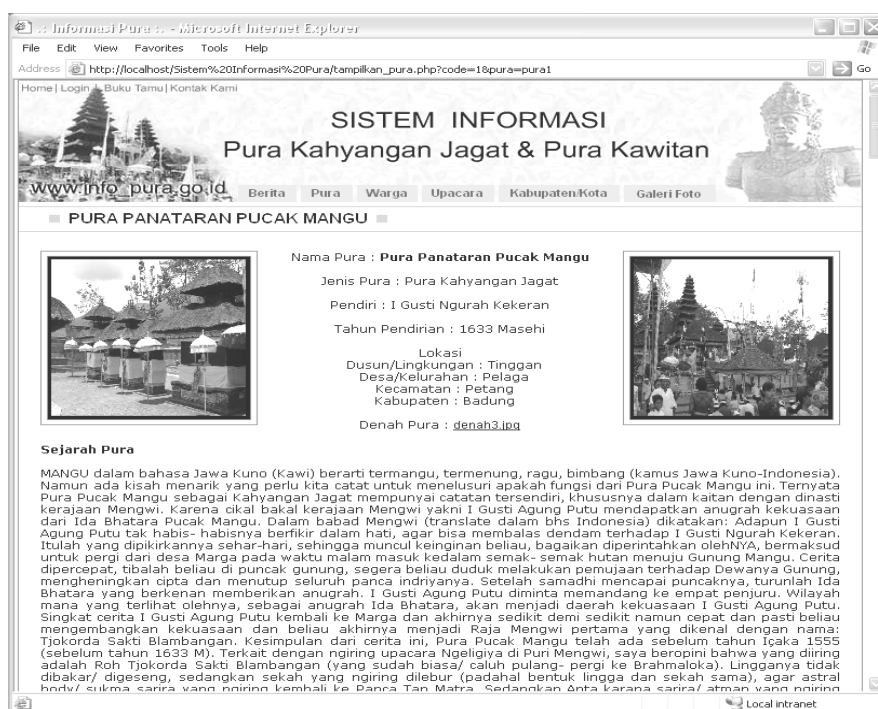 .: Informasi Pura :. - Microsoft Internet Explorer
File Edit View Favorites Tools Help
Address http://localhost/Sistem%20Informasi%20Pura/tampilkan_pura.php?code=1&pura=pura1 Go
Home | Login | Buku Tamu | Kontak Kami
SISTEM INFORMASI
Pura Kahyangan Jagat & Pura Kawitan
www.info_pura.go.id
Berita Pura Warga Upacara Kabupaten/Kota Galeri Foto
PURA PANATARAN PUCAK MANGU
Nama Pura : Pura Panataran Pucak Mangu
Jenis Pura : Pura Kahyangan Jagat
Pendiri : I Gusti Ngurah Kekeran
Tahun Pendirian : 1633 Masehi
Lokasi
Dusun/Lingkungan : Tinggan
Desa/Kelurahan : Pelaga
Kecamatan : Petang
Kabupaten : Badung
Denah Pura : denah3.jpg
Sejarah Pura
MANGU dalam bahasa Jawa Kuno (Kawi) berarti termangu, termenung, ragu, bimbang (kamus Jawa Kuno-Indonesia).
Namun ada kisah menarik yang perlu kita catat untuk menelusuri apakah fungsi dari Pura Pucak Mangu ini. Ternyata
Pura Pucak Mangu sebagai Kahyangan Jagat mempunyai catatan tersendiri, khususnya dalam kaitan dengan dinasti
kerajaan Mengwi. Karena cikal bakal kerajaan Mengwi yakni I Gusti Agung Putu mendapatkan anugrah kekuasaan
dari Ida Bhatara Pucak Mangu. Dalam babad Mengwi (translate dalam bhs Indonesia) dikatakan: Adapun I Gusti
Agung Putu tak habis- habisnya berfikir dalam hati, agar bisa membalas dendam terhadap I Gusti Ngurah Kekeran.
Itulah yang dipikirkannya sehar-hari, sehingga muncul keinginan beliau, bagaikan diperintahkan olehNYA, bermaksud
untuk pergi dari desa Marga pada waktu malam masuk kedalam semak- semak hutan menuju Gunung Mangu. Cerita
dipercepat, tibalah beliau di puncak gunung, segera beliau duduk melakukan pemujaan terhadap Dewanya Gunung,
mengheningkan cipta dan menutup seluruh panca indriyanya. Setelah samadhi mencapai puncaknya, turunlah Ida
Bhatara yang berkenan memberikan anugrah. I Gusti Agung Putu diminta memandang ke empat penjuru. Wilayah
mana yang terlihat olehnya, sebagai anugrah Ida Bhatara, akan menjadi daerah kekuasaan I Gusti Agung Putu.
Singkat cerita I Gusti Agung Putu kembali ke Marga dan akhirnya sedikit demi sedikit namun cepat dan pasti beliau
mengembangkan kekuasaan dan beliau akhirnya menjadi Raja Mengwi pertama yang dikenal dengan nama:
Tjokorda Sakti Blambangan. Kesimpulan dari cerita ini, Pura Pucak Mangu telah ada sebelum tahun Içaka 1555
(sebelum tahun 1633 M). Terkait dengan ngiring upacara Ngeligiya di Puri Mengwi, saya beropini bahwa yang diiring
adalah Roh Tjokorda Sakti Blambangan (yang sudah biasa/ caluh pulang- pergi ke Brahmaloka). Lingganya tidak
dibakar/ digeseng, sedangkan sekah yang ngiring dilebur (padahal bentuk lingga dan sekah sama), agar astral
body/ sukma sarira yang ngiring kembali ke Panca Tan Matra. Sedangkan Anta karana sarira/ atman yang ngiring
Local intranet